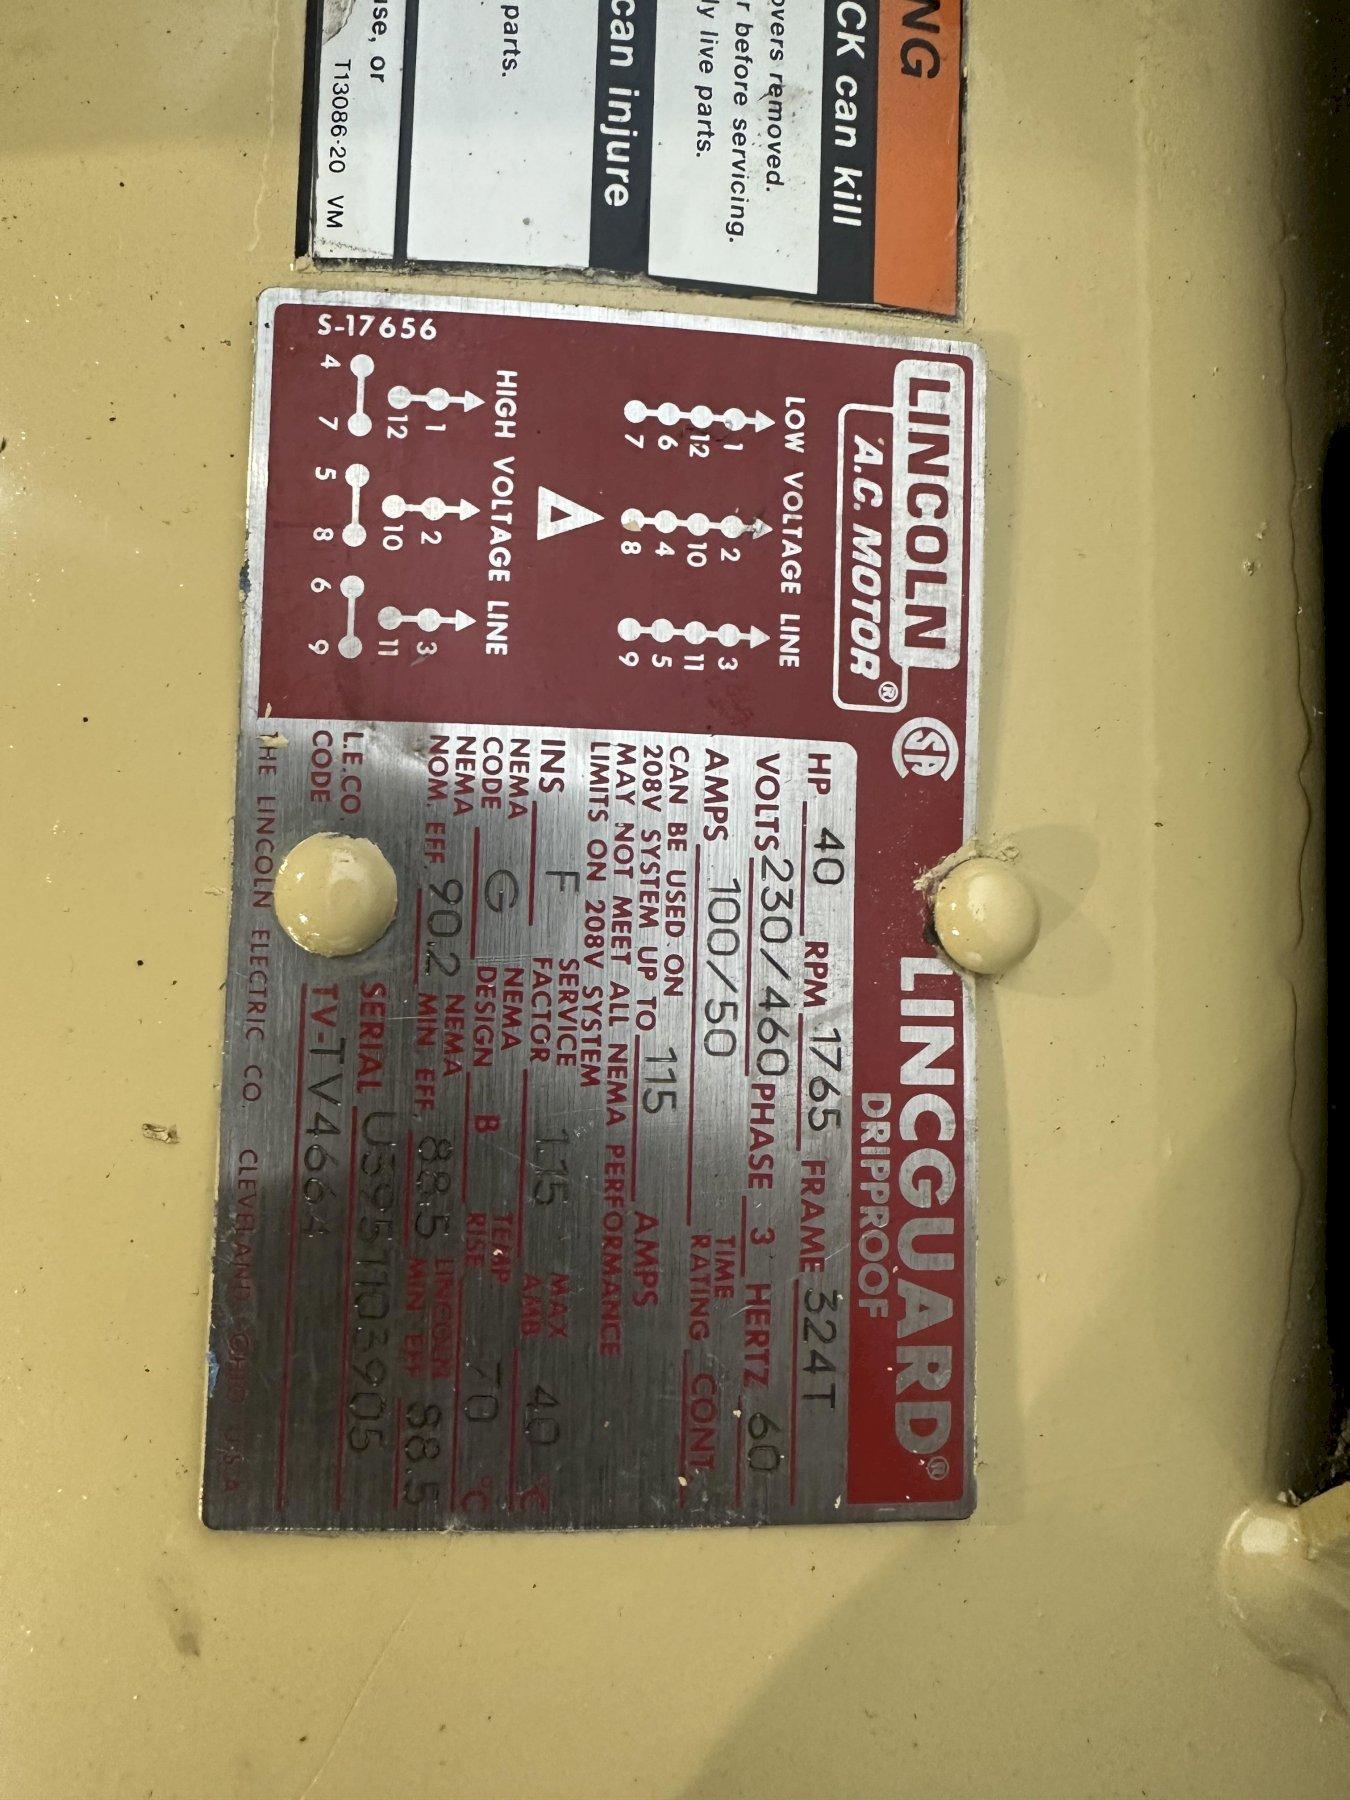 NG
CK can kill
overs removed.
r before servicing.
ly live parts.
can injure
parts.
se, or
T13086-20 VM
LINCOLN
A.C. MOTOR®
SA
LINCGUARD®
DRIPPROOF
LOW VOLTAGE LINE
1 2 3
12 10 11
6 4 5
7 8 9
HIGH VOLTAGE LINE
1 2 3
12 10 11
4 7 5 8 6 9
S-17656
HP 40 RPM 1765 FRAME 324T
VOLTS 230/460 PHASE 3 HERTZ 60
AMPS 100/50 TIME RATING CONT.
CAN BE USED ON
208V SYSTEM UP TO 115 AMPS
MAY NOT MEET ALL NEMA PERFORMANCE
LIMITS ON 208V SYSTEM
INS F SERVICE FACTOR 1.15 MAX AMB 40 °C
NEMA CODE G NEMA DESIGN B TEMP RISE 70 °C
NEMA NOM. EFF. 90.2 NEMA MIN. EFF. 88.5 LINCOLN MIN EFF 88.5
SERIAL U3951103905
L.E.CO. CODE TV-TV4664
THE LINCOLN ELECTRIC CO. CLEVELAND, OHIO U.S.A.